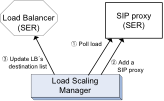 Load Balancer
(SER)
SIP proxy
(SER)
① Poll load
③ Update LB´s
destination list
② Add a
SIP proxy
Load Scaling
Manager